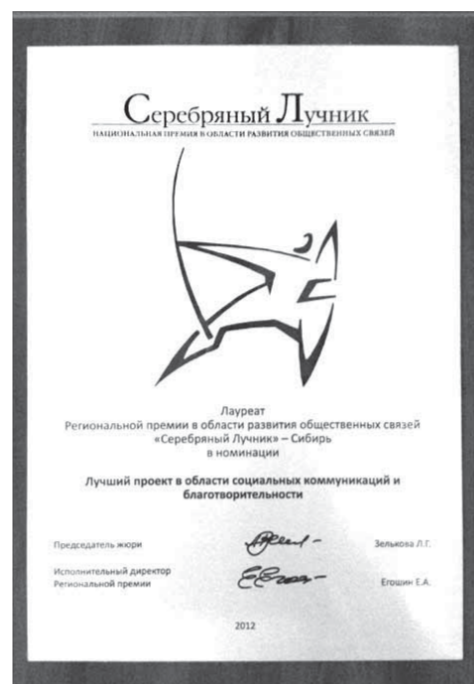 Серебряный Лучник
НАЦИОНАЛЬНАЯ ПРЕМИЯ В ОБЛАСТИ РАЗВИТИЯ ОБЩЕСТВЕННЫХ СВЯЗЕЙ
Лауреат
Региональной премии в области развития общественных связей
«Серебряный Лучник» – Сибирь
в номинации
Лучший проект в области социальных коммуникаций и
благотворительности
Председатель жюри
Зелькова Л.Г.
Исполнительный директор
Региональной премии
Егошин Е.А.
2012